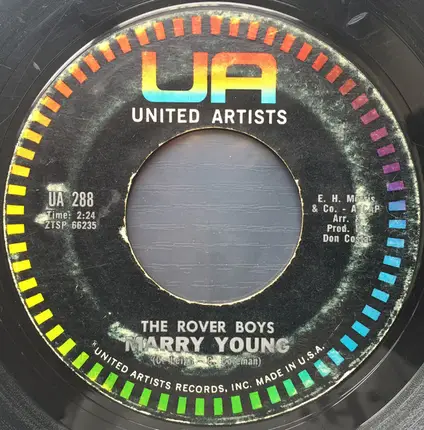 UA
UNITED ARTISTS
UA 288
Time: 2:24
ZTSP 66235
E. H.
& Co. -
Arr.
Prod.
Don Costa
THE ROVER BOYS
MARRY YOUNG
UNITED ARTISTS RECORDS, INC. MADE IN U.S.A.